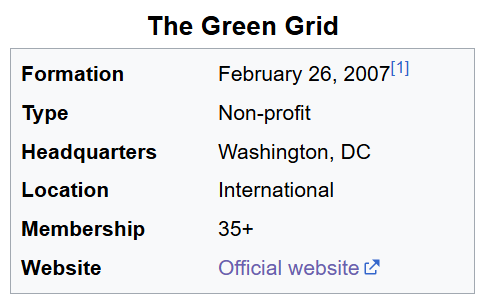 The Green Grid
Formation February 26, 2007[1]
Type Non-profit
Headquarters Washington, DC
Location International
Membership 35+
Website Official website